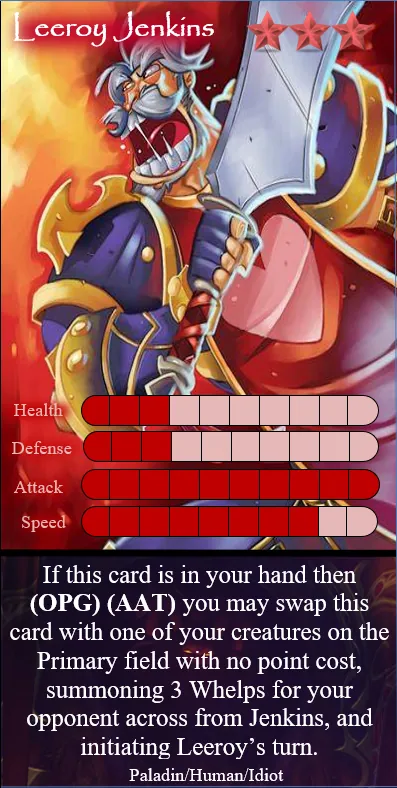 Leeroy Jenkins
Health
Defense
Attack
Speed
If this card is in your hand then
(OPG) (AAT) you may swap this
card with one of your creatures on the
Primary field with no point cost,
summoning 3 Whelps for your
opponent across from Jenkins, and
initiating Leeroy’s turn.
Paladin/Human/Idiot